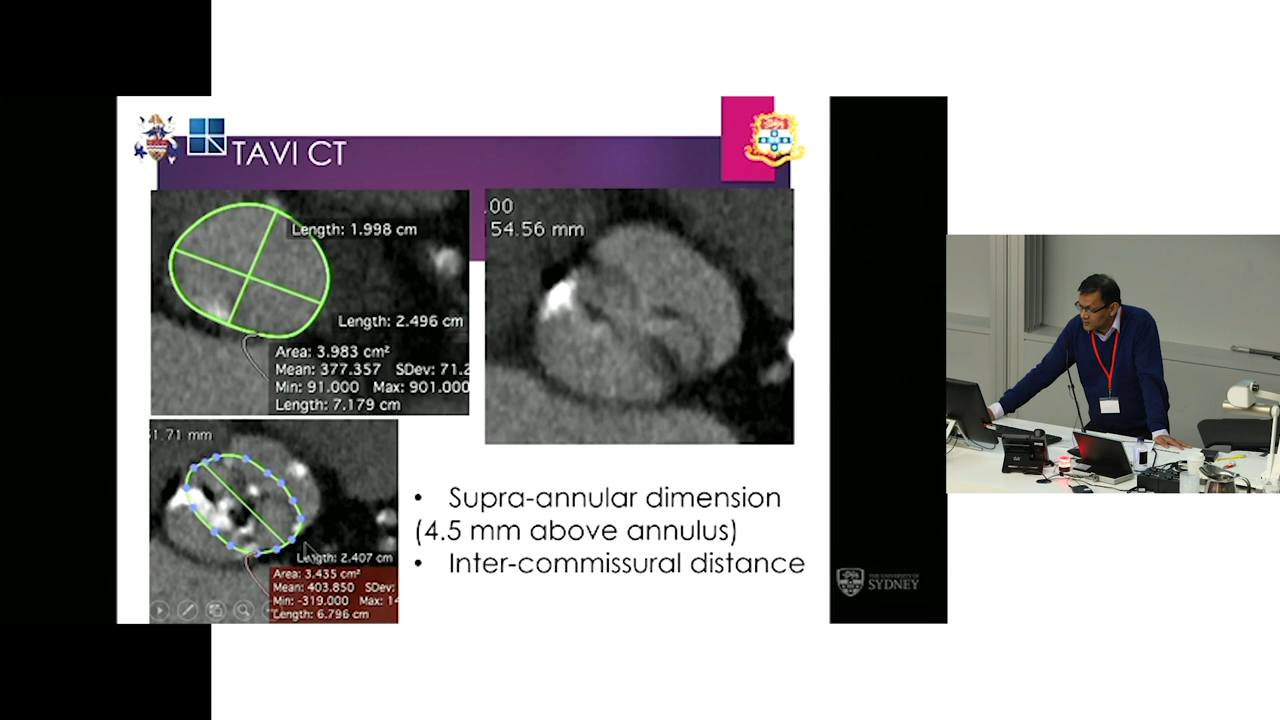 TAVI CT
Length: 1.998 cm
Length: 2.496 cm
Area: 3.983 cm²
Mean: 377.357 SDev: 71.2
Min: 91.000 Max: 901.000
Length: 7.179 cm
.00
54.56 mm
1.71 mm
Length: 2.407 cm
Area: 3.435 cm²
Mean: 403.850 SDev:
Min: -319.000 Max: 14
Length: 6.796 cm
• Supra-annular dimension
(4.5 mm above annulus)
• Inter-commissural distance
THE UNIVERSITY OF
SYDNEY